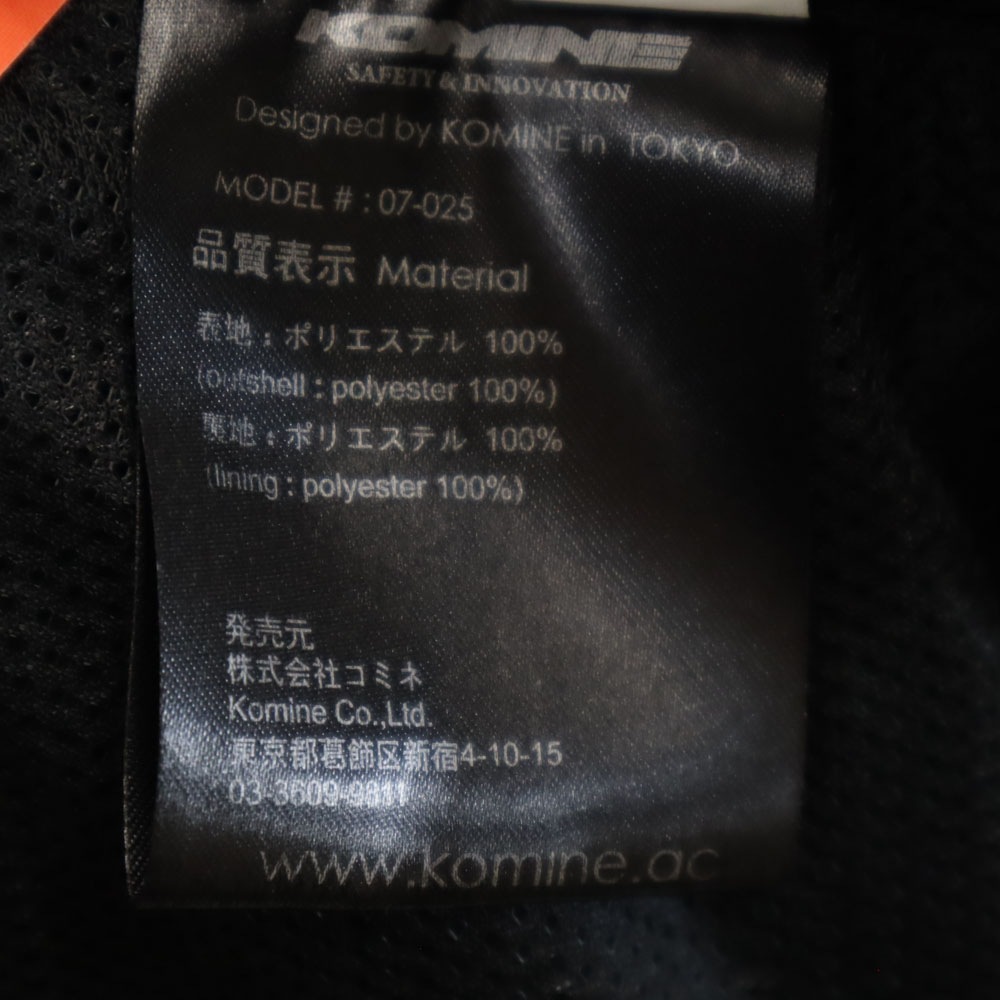 KOMINE
SAFETY & INNOVATION
Designed by KOMINE in TOKYO
MODEL # : 07-025
品質表示 Material
表地 : ポリエステル 100%
(outshell : polyester 100%)
裏地 : ポリエステル 100%
(lining : polyester 100%)
発売元
株式会社コミネ
Komine Co.,Ltd.
東京都葛飾区新宿4-10-15
03-3609-9811
www.komine.ac